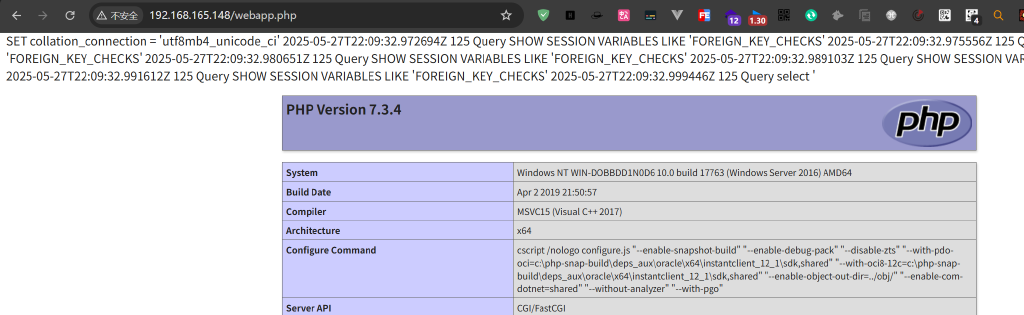 不安全 192.168.165.148/webapp.php 12 1.30 4
SET collation_connection = 'utf8mb4_unicode_ci' 2025-05-27T22:09:32.972694Z 125 Query SHOW SESSION VARIABLES LIKE 'FOREIGN_KEY_CHECKS' 2025-05-27T22:09:32.975556Z 125 Q
'FOREIGN_KEY_CHECKS' 2025-05-27T22:09:32.980651Z 125 Query SHOW SESSION VARIABLES LIKE 'FOREIGN_KEY_CHECKS' 2025-05-27T22:09:32.989103Z 125 Query SHOW SESSION VAR
2025-05-27T22:09:32.991612Z 125 Query SHOW SESSION VARIABLES LIKE 'FOREIGN_KEY_CHECKS' 2025-05-27T22:09:32.999446Z 125 Query select '
PHP Version 7.3.4
php
System Windows NT WIN-DOBBDD1N0D6 10.0 build 17763 (Windows Server 2016) AMD64
Build Date Apr 2 2019 21:50:57
Compiler MSVC15 (Visual C++ 2017)
Architecture x64
Configure Command cscript /nologo configure.js "--enable-snapshot-build" "--enable-debug-pack" "--disable-zts" "--with-pdo-
oci=c:\php-snap-build\deps_aux\oracle\x64\instantclient_12_1\sdk,shared" "--with-oci8-12c=c:\php-snap-
build\deps_aux\oracle\x64\instantclient_12_1\sdk,shared" "--enable-object-out-dir=../obj/" "--enable-com-
dotnet=shared" "--without-analyzer" "--with-pgo"
Server API CGI/FastCGI